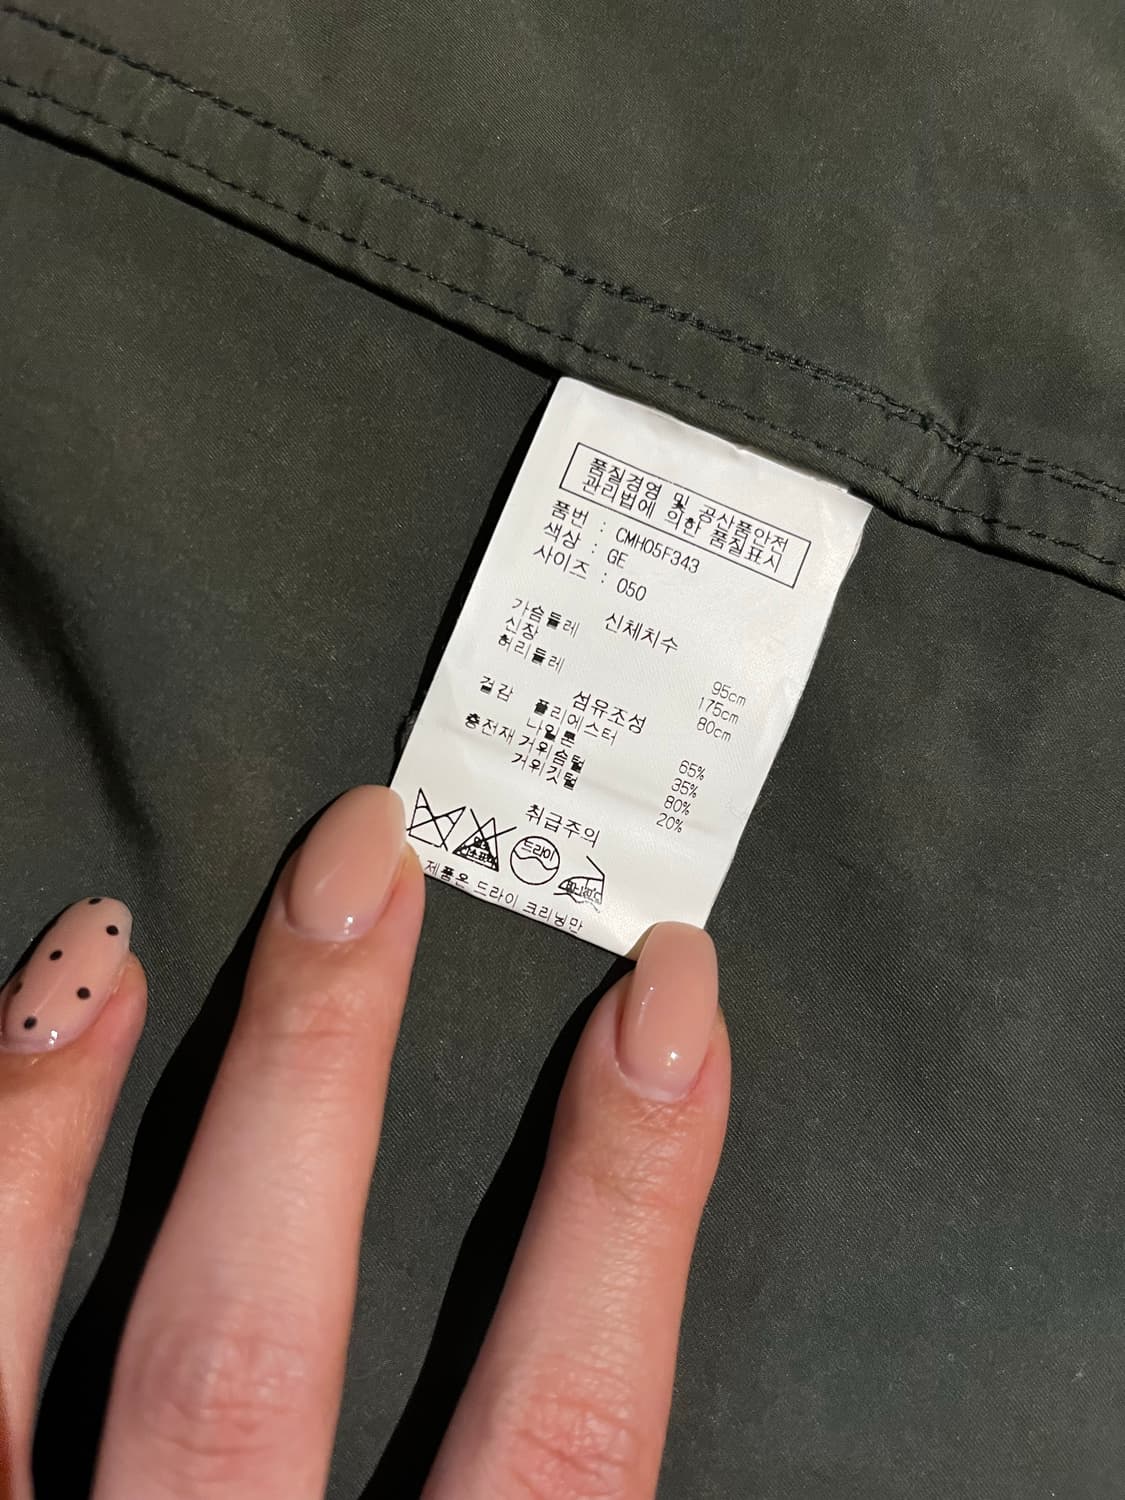 품질경영 및 공산품안전
관리법에 의한 품질표시
품번 : CMH05F343
색상 : GE
사이즈 : 050
신체치수
가슴둘레 95cm
신장 175cm
허리둘레 80cm
섬유조성
겉감 폴리에스터 65%
나일론 35%
충전재 거위솜털 80%
거위깃털 20%
취급주의
드라이
제품은 드라이 크리닝만